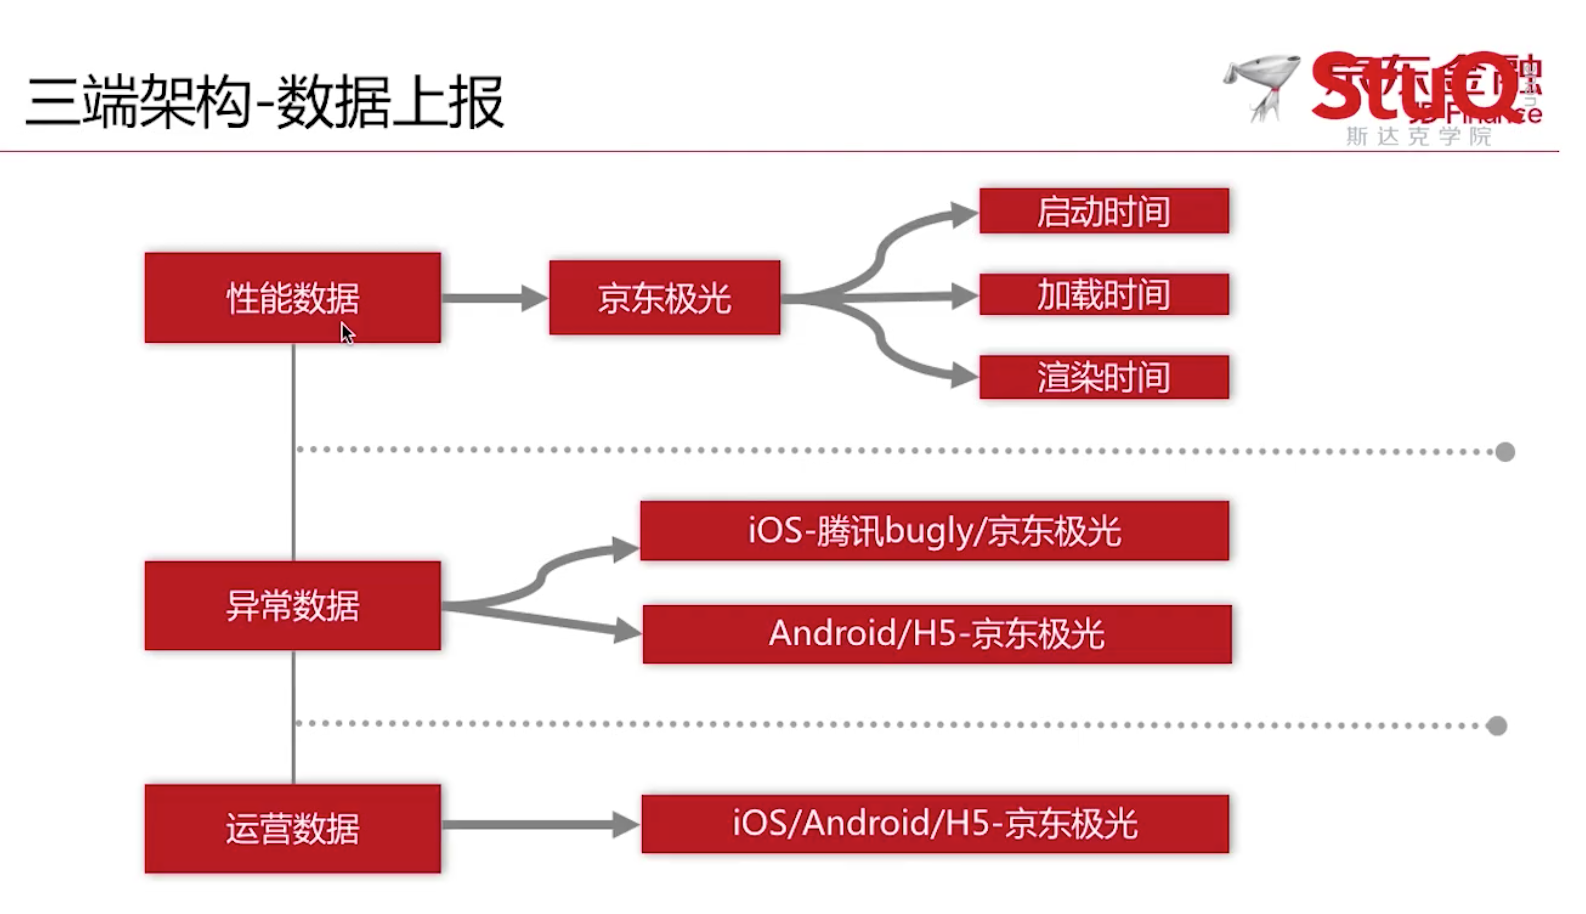 三端架构-数据上报
StuQ
斯达克学院
启动时间
性能数据
京东极光
加载时间
渲染时间
iOS-腾讯bugly/京东极光
异常数据
Android/H5-京东极光
运营数据
iOS/Android/H5-京东极光